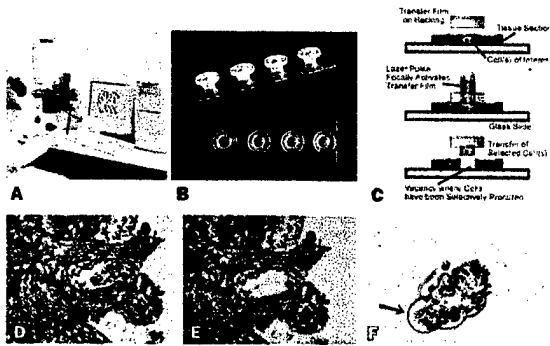 A
B
Transfer Film
on Backing
Tissue Section
Cell(s) of Interest
Laser Pulse
Focally Activates
Transfer Film
Glass Slide
Transfer of
Selected Cell(s)
C
Vacancy where Cells
have been Selectively Procured
D
E
F